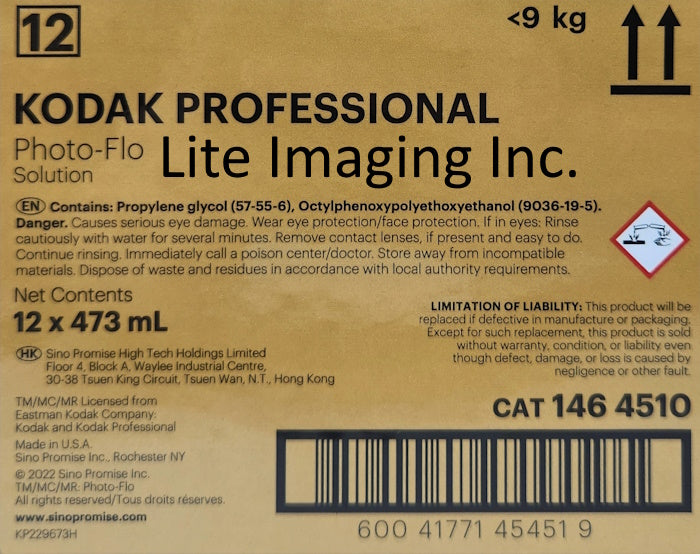 12
<9 kg
KODAK PROFESSIONAL
Photo-Flo
Solution
Lite Imaging Inc.
EN Contains: Propylene glycol (57-55-6), Octylphenoxypolyethoxyethanol (9036-19-5).
Danger. Causes serious eye damage. Wear eye protection/face protection. If in eyes: Rinse
cautiously with water for several minutes. Remove contact lenses, if present and easy to do.
Continue rinsing. Immediately call a poison center/doctor. Store away from incompatible
materials. Dispose of waste and residues in accordance with local authority requirements.
Net Contents
12 x 473 mL
LIMITATION OF LIABILITY: This product will be
replaced if defective in manufacture or packaging.
Except for such replacement, this product is sold
without warranty, condition, or liability even
though defect, damage, or loss is caused by
negligence or other fault.
HK Sino Promise High Tech Holdings Limited
Floor 4, Block A, Waylee Industrial Centre,
30-38 Tsuen King Circuit, Tsuen Wan, N.T., Hong Kong
TM/MC/MR Licensed from
Eastman Kodak Company:
Kodak and Kodak Professional
CAT 146 4510
Made in U.S.A.
Sino Promise Inc., Rochester NY
© 2022 Sino Promise Inc.
TM/MC/MR: Photo-Flo
All rights reserved/Tous droits réserves.
www.sinopromise.com
KP229673H
600 41771 45451 9